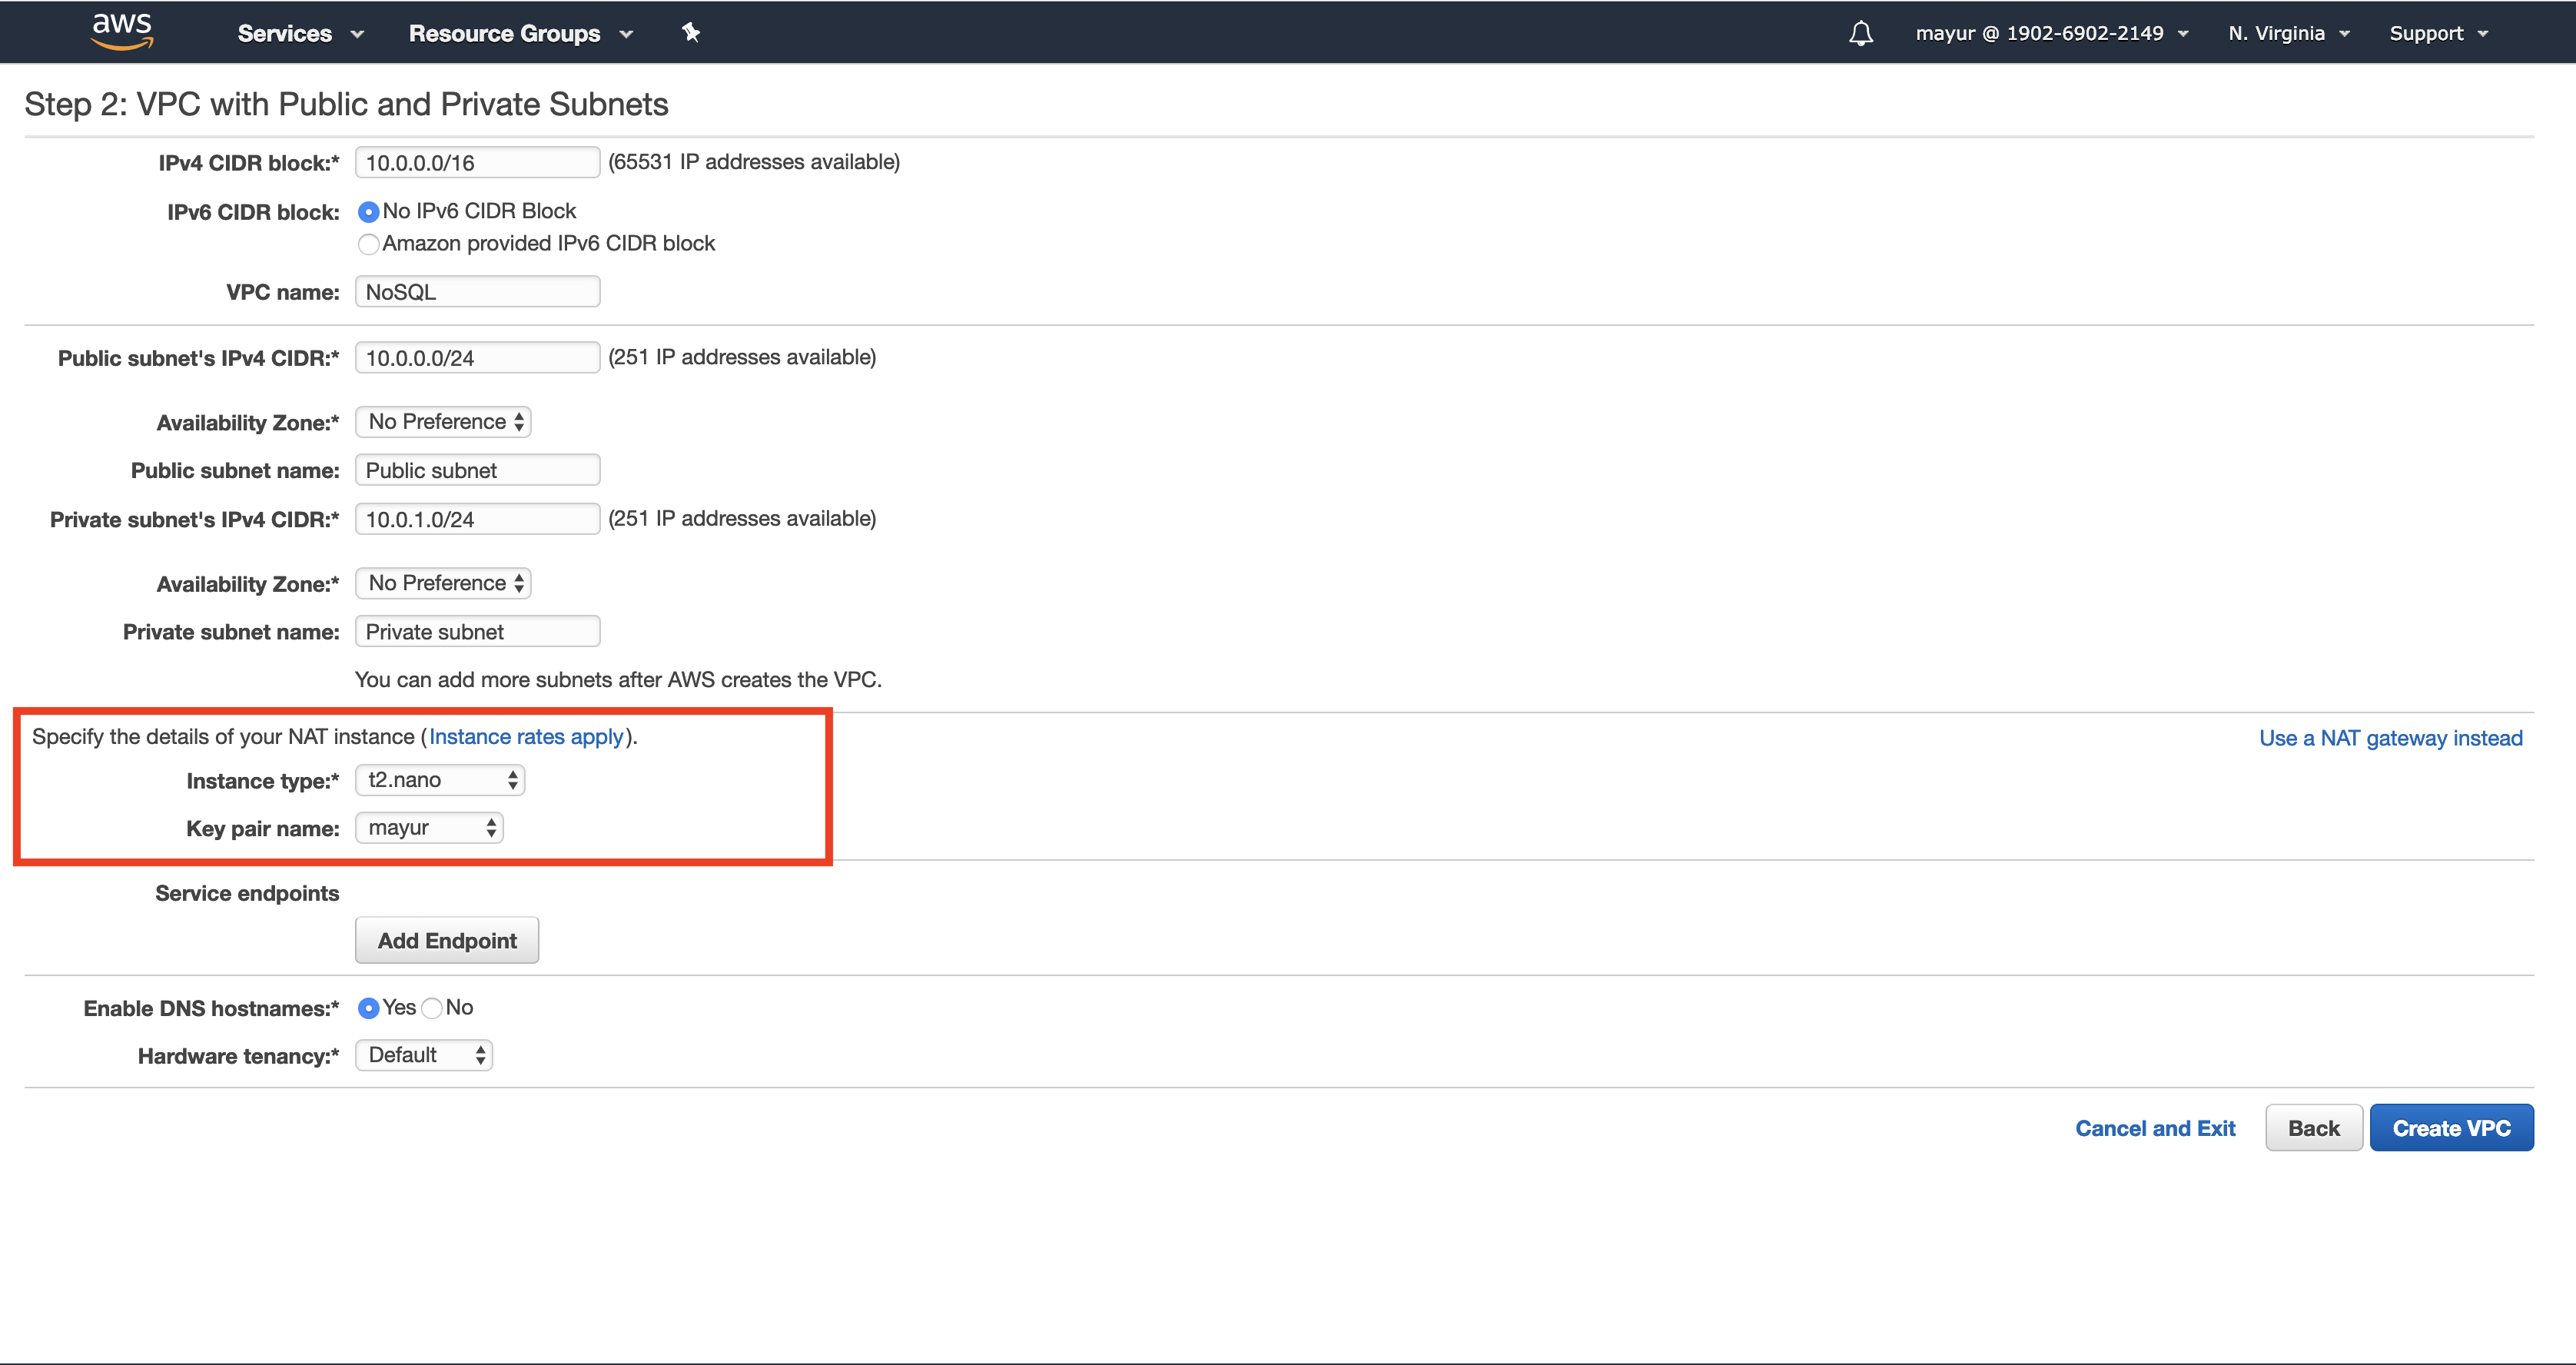 aws Services Resource Groups mayur @ 1902-6902-2149 N. Virginia Support
Step 2: VPC with Public and Private Subnets
IPv4 CIDR block:* 10.0.0.0/16 (65531 IP addresses available)
IPv6 CIDR block: No IPv6 CIDR Block
Amazon provided IPv6 CIDR block
VPC name: NoSQL
Public subnet's IPv4 CIDR:* 10.0.0.0/24 (251 IP addresses available)
Availability Zone:* No Preference
Public subnet name: Public subnet
Private subnet's IPv4 CIDR:* 10.0.1.0/24 (251 IP addresses available)
Availability Zone:* No Preference
Private subnet name: Private subnet
You can add more subnets after AWS creates the VPC.
Specify the details of your NAT instance (Instance rates apply). Use a NAT gateway instead
Instance type:* t2.nano
Key pair name: mayur
Service endpoints
Add Endpoint
Enable DNS hostnames:* Yes No
Hardware tenancy:* Default
Cancel and Exit Back Create VPC